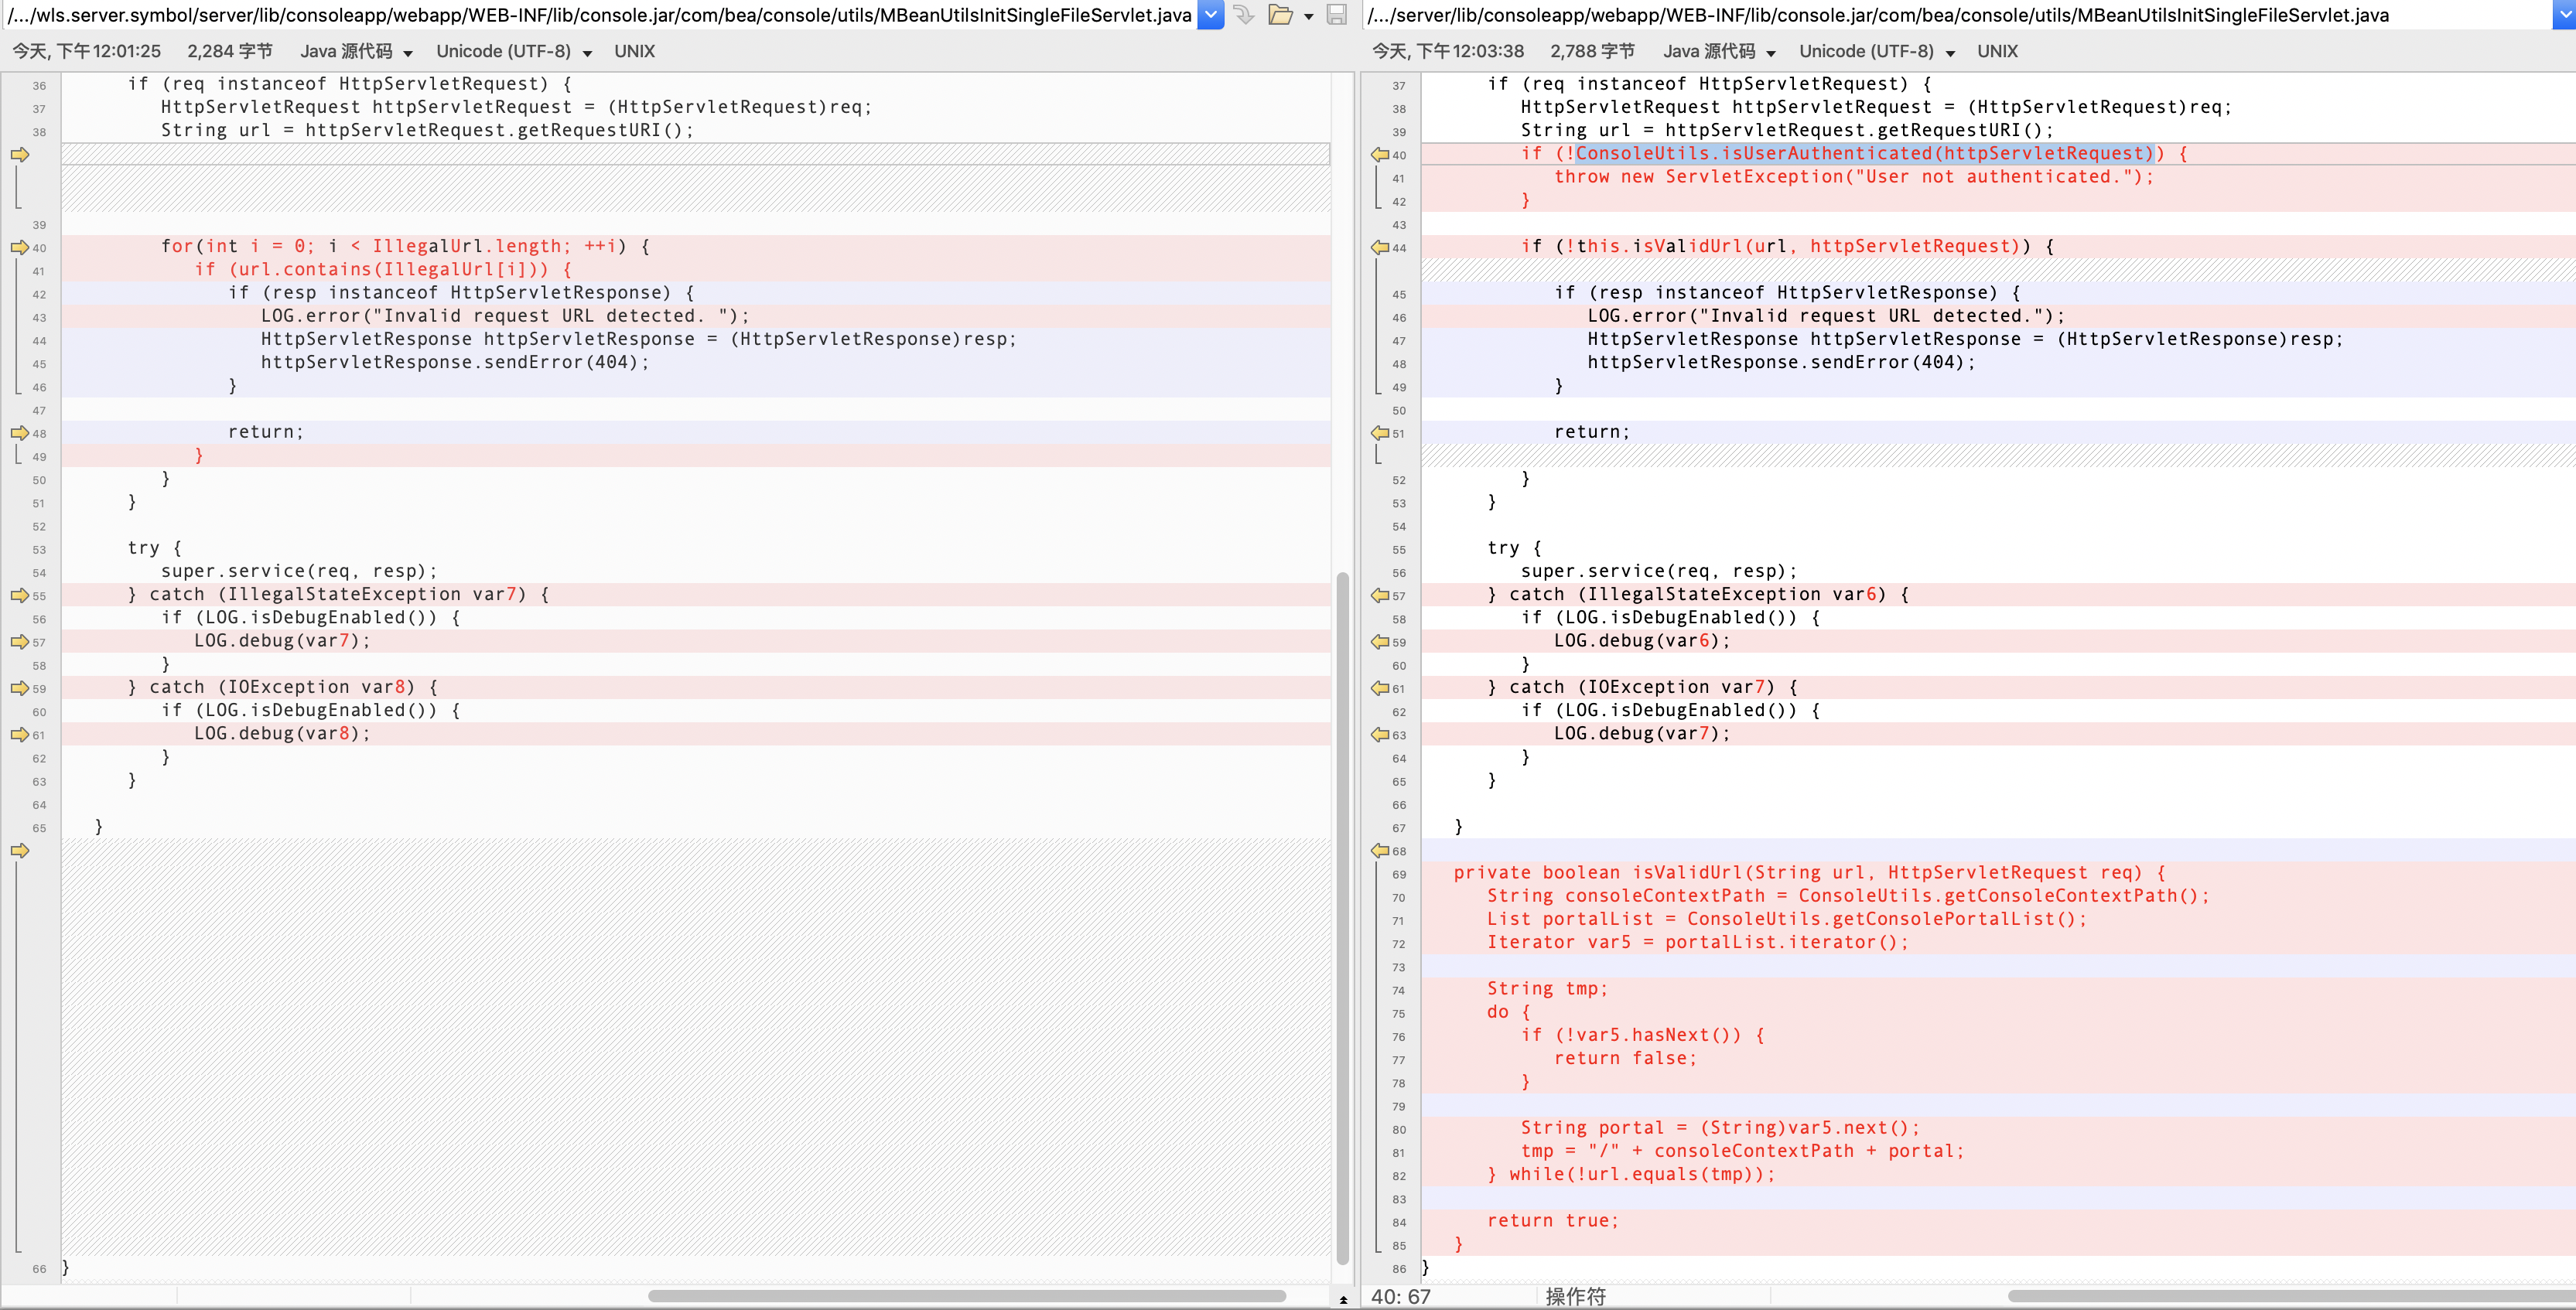 /.../wls.server.symbol/server/lib/consoleapp/webapp/WEB-INF/lib/console.jar/com/bea/console/utils/MBeanUtilsInitSingleFileServlet.java
今天, 下午12:01:25 2,284 字节 Java 源代码 Unicode (UTF-8) UNIX
36 if (req instanceof HttpServletRequest) {
37 HttpServletRequest httpServletRequest = (HttpServletRequest)req;
38 String url = httpServletRequest.getRequestURI();
39
40 for(int i = 0; i < IllegalUrl.length; ++i) {
41 if (url.contains(IllegalUrl[i])) {
42 if (resp instanceof HttpServletResponse) {
43 LOG.error("Invalid request URL detected. ");
44 HttpServletResponse httpServletResponse = (HttpServletResponse)resp;
45 httpServletResponse.sendError(404);
46 }
47
48 return;
49 }
50 }
51 }
52
53 try {
54 super.service(req, resp);
55 } catch (IllegalStateException var7) {
56 if (LOG.isDebugEnabled()) {
57 LOG.debug(var7);
58 }
59 } catch (IOException var8) {
60 if (LOG.isDebugEnabled()) {
61 LOG.debug(var8);
62 }
63 }
64
65 }
66 }
/.../server/lib/consoleapp/webapp/WEB-INF/lib/console.jar/com/bea/console/utils/MBeanUtilsInitSingleFileServlet.java
今天, 下午12:03:38 2,788 字节 Java 源代码 Unicode (UTF-8) UNIX
37 if (req instanceof HttpServletRequest) {
38 HttpServletRequest httpServletRequest = (HttpServletRequest)req;
39 String url = httpServletRequest.getRequestURI();
40 if (!ConsoleUtils.isUserAuthenticated(httpServletRequest)) {
41 throw new ServletException("User not authenticated.");
42 }
43
44 if (!this.isValidUrl(url, httpServletRequest)) {
45 if (resp instanceof HttpServletResponse) {
46 LOG.error("Invalid request URL detected.");
47 HttpServletResponse httpServletResponse = (HttpServletResponse)resp;
48 httpServletResponse.sendError(404);
49 }
50
51 return;
52 }
53 }
54
55 try {
56 super.service(req, resp);
57 } catch (IllegalStateException var6) {
58 if (LOG.isDebugEnabled()) {
59 LOG.debug(var6);
60 }
61 } catch (IOException var7) {
62 if (LOG.isDebugEnabled()) {
63 LOG.debug(var7);
64 }
65 }
66
67 }
68
69 private boolean isValidUrl(String url, HttpServletRequest req) {
70 String consoleContextPath = ConsoleUtils.getConsoleContextPath();
71 List portalList = ConsoleUtils.getConsolePortalList();
72 Iterator var5 = portalList.iterator();
73
74 String tmp;
75 do {
76 if (!var5.hasNext()) {
77 return false;
78 }
79
80 String portal = (String)var5.next();
81 tmp = "/" + consoleContextPath + portal;
82 } while(!url.equals(tmp));
83
84 return true;
85 }
86 }
40: 67 操作符